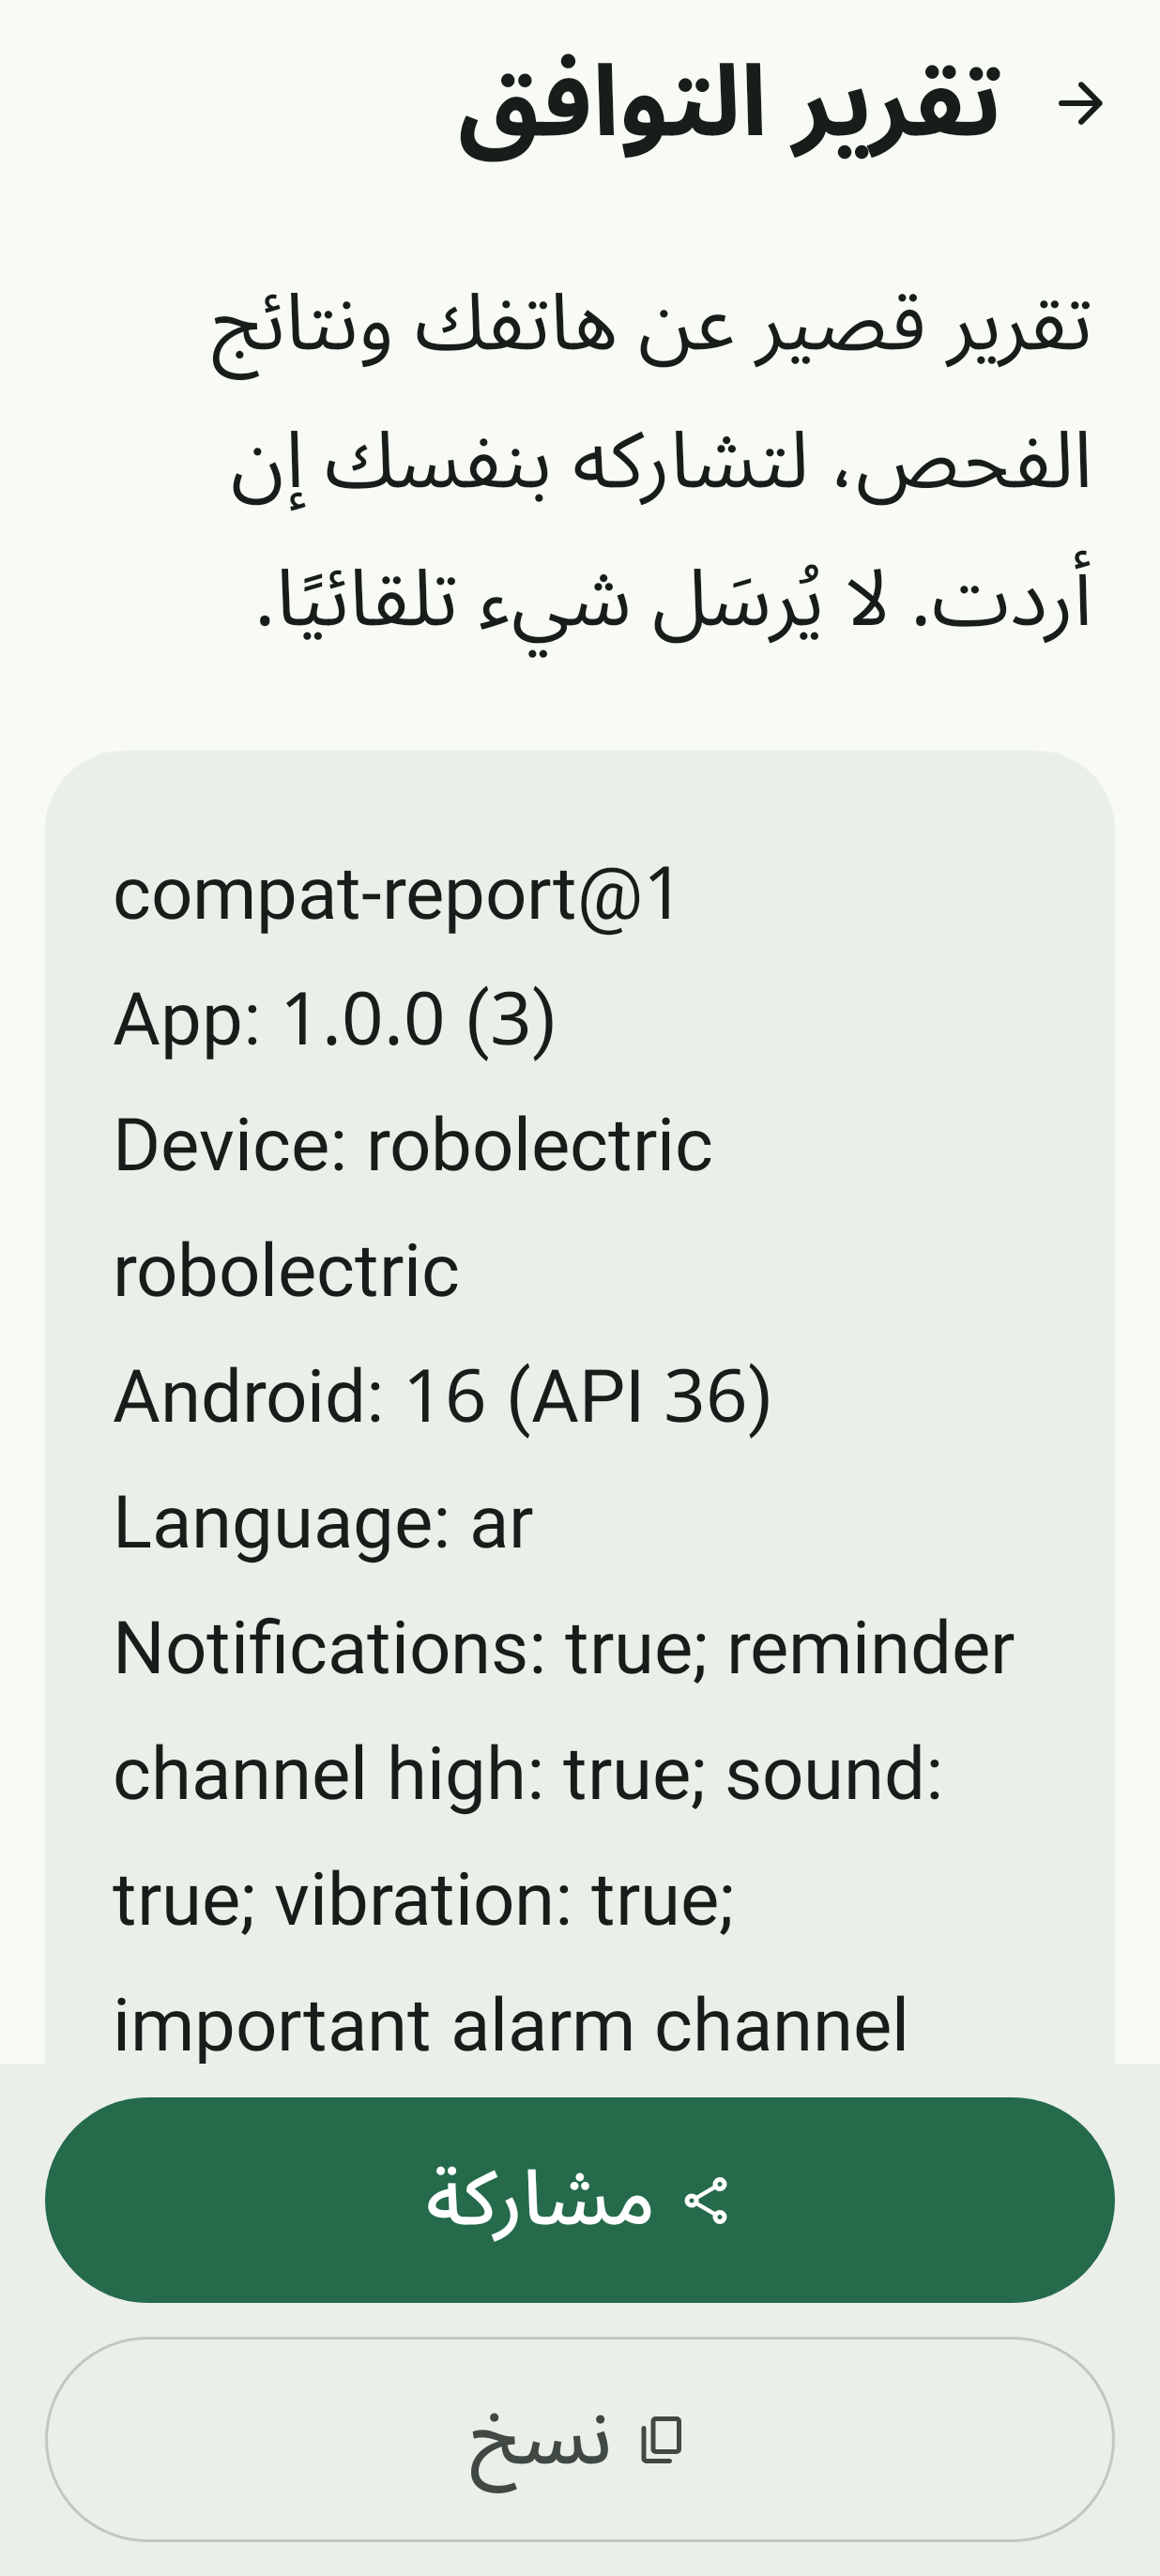 تقرير التوافق
تقرير قصير عن هاتفك ونتائج
الفحص، لتشاركه بنفسك إن
أردت. لا يُرسَل شيء تلقائيًا.
compat-report@1
App: 1.0.0 (3)
Device: robolectric
robolectric
Android: 16 (API 36)
Language: ar
Notifications: true; reminder
channel high: true; sound:
true; vibration: true;
important alarm channel
مشاركة
نسخ